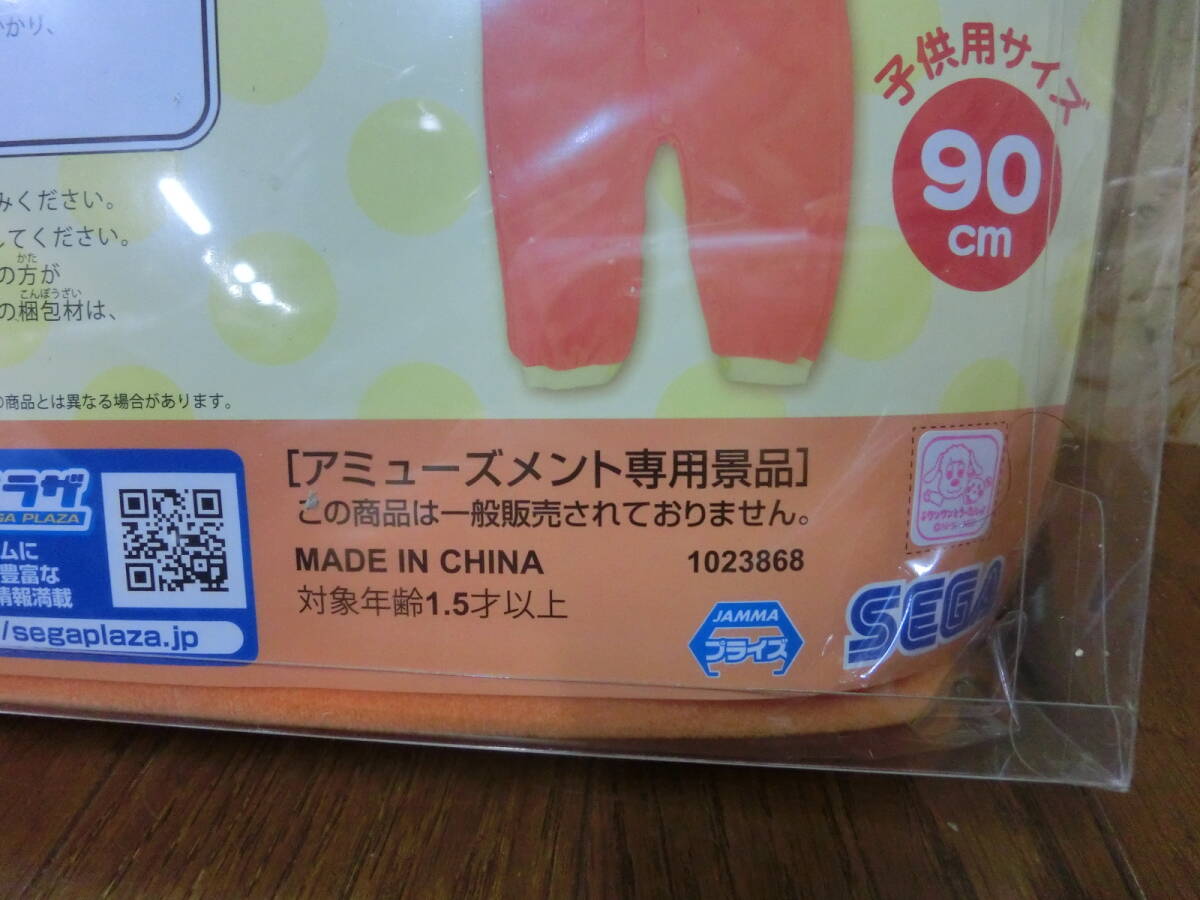 かり、
子供用サイズ
90
cm
みください。
してください。
かた
の方が
こんぽうざい
の梱包材は、
の商品とは異なる場合があります。
プラザ
GA PLAZA
ムに
豊富な
情報満載
/segaplaza.jp
[アミューズメント専用景品]
この商品は一般販売されておりません。
MADE IN CHINA 1023868
対象年齢1.5才以上
JAMMA
プライズ
SEGA